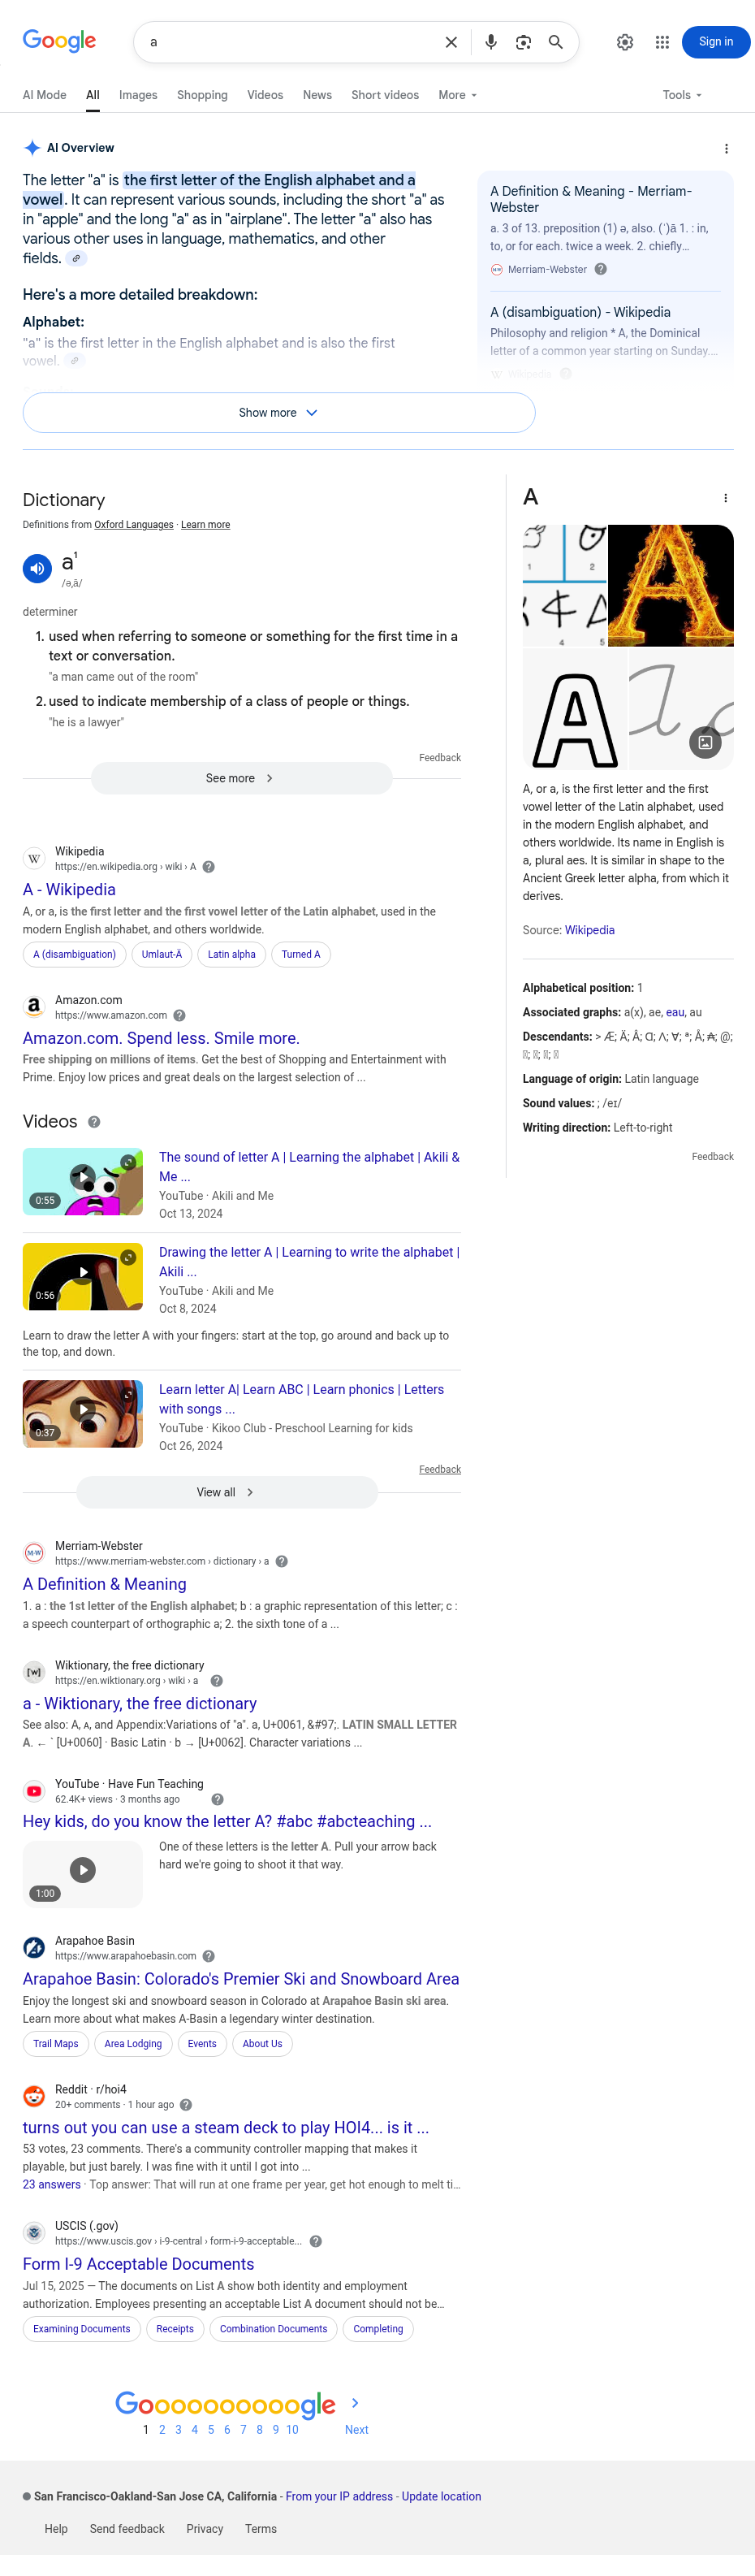 Google
a
Sign in
AI Mode
All
Images
Shopping
Videos
News
Short videos
More
Tools
AI Overview
The letter "a" is the first letter of the English alphabet and a
vowel. It can represent various sounds, including the short "a" as
in "apple" and the long "a" as in "airplane". The letter "a" also has
various other uses in language, mathematics, and other
fields.
Here's a more detailed breakdown:
Alphabet:
"a" is the first letter in the English alphabet and is also the first
vowel.
A Definition & Meaning - Merriam-
Webster
a. 3 of 13. preposition (1) ə, also. (ˈ)ā 1. : in,
to, or for each. twice a week. 2. chiefly…
Merriam-Webster
A (disambiguation) - Wikipedia
Philosophy and religion * A, the Dominical
letter of a common year starting on Sunday.…
Wikipedia
Show more
Dictionary
Definitions from Oxford Languages · Learn more
a¹
/ə,ā/
determiner
1. used when referring to someone or something for the first time in a
text or conversation.
"a man came out of the room"
2. used to indicate membership of a class of people or things.
"he is a lawyer"
Feedback
See more
Wikipedia
https://en.wikipedia.org › wiki › A
A - Wikipedia
A, or a, is the first letter and the first vowel letter of the Latin alphabet, used in the
modern English alphabet, and others worldwide.
A (disambiguation)
Umlaut-Ä
Latin alpha
Turned A
Amazon.com
https://www.amazon.com
Amazon.com. Spend less. Smile more.
Free shipping on millions of items. Get the best of Shopping and Entertainment with
Prime. Enjoy low prices and great deals on the largest selection of ...
Videos
0:55
The sound of letter A | Learning the alphabet | Akili &
Me ...
YouTube · Akili and Me
Oct 13, 2024
0:56
Drawing the letter A | Learning to write the alphabet |
Akili ...
YouTube · Akili and Me
Oct 8, 2024
Learn to draw the letter A with your fingers: start at the top, go around and back up to
the top, and down.
0:37
Learn letter A| Learn ABC | Learn phonics | Letters
with songs ...
YouTube · Kikoo Club - Preschool Learning for kids
Oct 26, 2024
Feedback
View all
Merriam-Webster
https://www.merriam-webster.com › dictionary › a
A Definition & Meaning
1. a : the 1st letter of the English alphabet; b : a graphic representation of this letter; c :
a speech counterpart of orthographic a; 2. the sixth tone of a ...
Wiktionary, the free dictionary
https://en.wiktionary.org › wiki › a
a - Wiktionary, the free dictionary
See also: A, ᴀ, and Appendix:Variations of "a". a, U+0061, &#97;. LATIN SMALL LETTER
A. ← ` [U+0060] · Basic Latin · b → [U+0062]. Character variations ...
YouTube · Have Fun Teaching
62.4K+ views · 3 months ago
Hey kids, do you know the letter A? #abc #abcteaching ...
1:00
One of these letters is the letter A. Pull your arrow back
hard we're going to shoot it that way.
Arapahoe Basin
https://www.arapahoebasin.com
Arapahoe Basin: Colorado's Premier Ski and Snowboard Area
Enjoy the longest ski and snowboard season in Colorado at Arapahoe Basin ski area.
Learn more about what makes A-Basin a legendary winter destination.
Trail Maps
Area Lodging
Events
About Us
Reddit · r/hoi4
20+ comments · 1 hour ago
turns out you can use a steam deck to play HOI4... is it ...
53 votes, 23 comments. There's a community controller mapping that makes it
playable, but just barely. I was fine with it until I got into ...
23 answers · Top answer: That will run at one frame per year, get hot enough to melt ti…
USCIS (.gov)
https://www.uscis.gov › i-9-central › form-i-9-acceptable...
Form I-9 Acceptable Documents
Jul 15, 2025 — The documents on List A show both identity and employment
authorization. Employees presenting an acceptable List A document should not be…
Examining Documents
Receipts
Combination Documents
Completing
A
1
2
4
5
A
A
a
A, or a, is the first letter and the first
vowel letter of the Latin alphabet, used
in the modern English alphabet, and
others worldwide. Its name in English is
a, plural aes. It is similar in shape to the
Ancient Greek letter alpha, from which it
derives.
Source: Wikipedia
Alphabetical position: 1
Associated graphs: a(x), ae, eau, au
Descendants: > Æ; Ä; Â; Ɑ; Ʌ; Ɐ; ª; Å; ₳; @;
Language of origin: Latin language
Sound values: ; /eɪ/
Writing direction: Left-to-right
Feedback
Goooooooooogle
1 2 3 4 5 6 7 8 9 10
Next
San Francisco-Oakland-San Jose CA, California - From your IP address - Update location
Help
Send feedback
Privacy
Terms